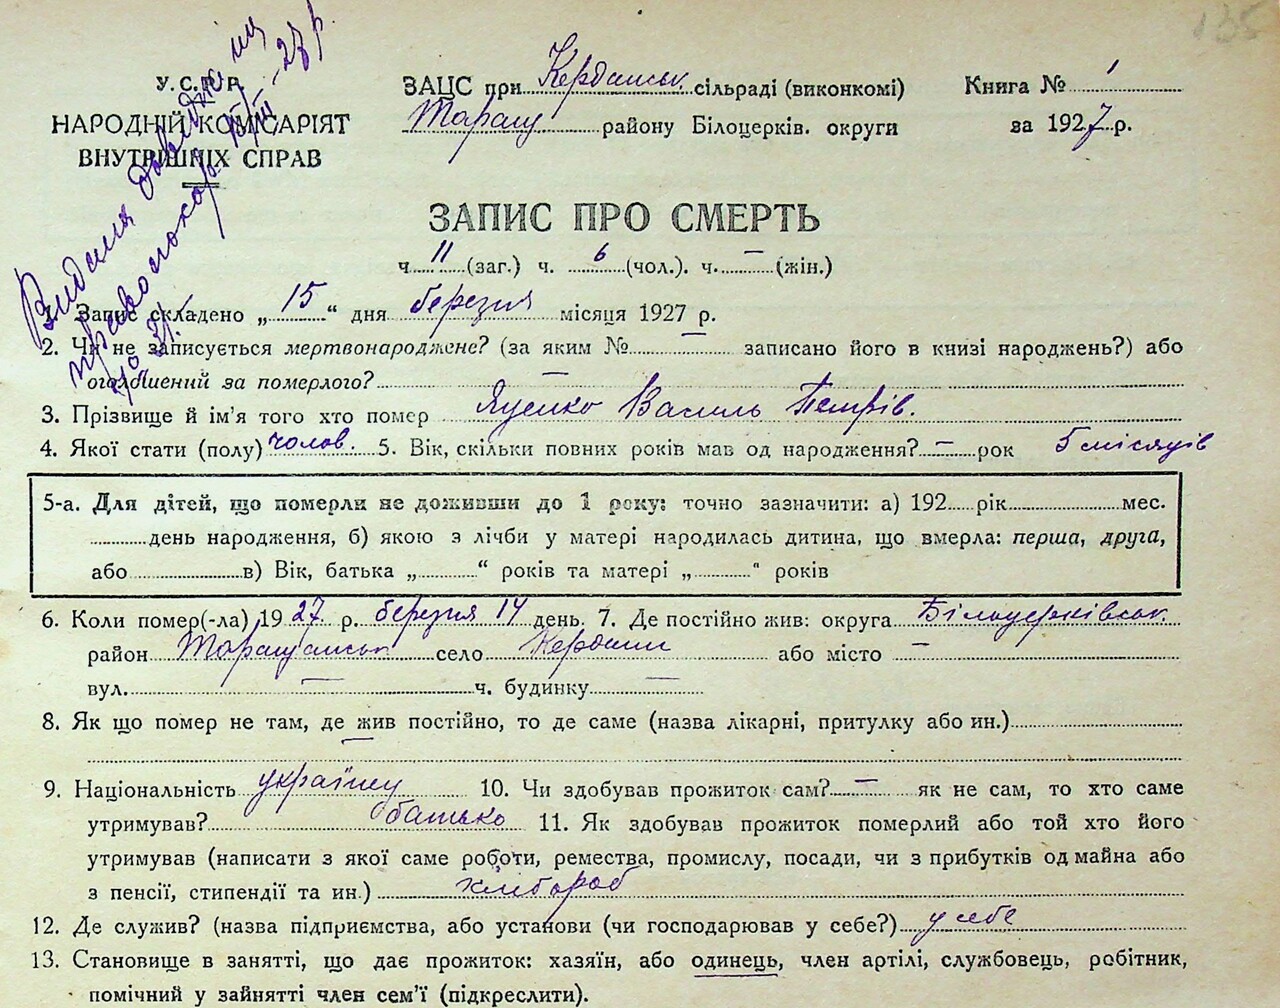 135
У.С.Р.Р.
НАРОДНІЙ КОМІСАРІЯТ
ВНУТРІШНІХ СПРАВ
ЗАЦС при Керданськ. сільраді (виконкомі)
Таращ району Білоцерків. округи
Книга № 1
за 1927 р.
Видана довідка на
ЗАПИС ПРО СМЕРТЬ
ч. 11 (заг.) ч. 6 (чол.). ч. — (жін.)
1. Запис складено „ 15 “ дня березня місяця 1927 р.
2. Чи не записується мертвонароджене? (за яким № — записано його в книзі народжень?) або
оголошений за померлого? —
3. Прізвище й ім’я того хто помер Яценко Василь Петрів.
4. Якої стати (полу) чолов. 5. Вік, скільки повних років мав од народження? — рок 5 місяців
5-а. Для дітей, що померли не доживши до 1 року: точно зазначити: а) 192 рік мес.
день народження, б) якою з лічби у матері народилась дитина, що вмерла: перша, друга,
або в) Вік, батька „ “ років та матері „ “ років
6. Коли помер(-ла) 1927 р. березня 14 день. 7. Де постійно жив: округа Білоцерківськ.
район Таращанськ село Кердани або місто —
вул. — ч. будинку —
8. Як що помер не там, де жив постійно, то де саме (назва лікарні, притулку або ин.)
—
9. Національність українец 10. Чи здобував прожиток сам? — як не сам, то хто саме
утримував? батько 11. Як здобував прожиток померлий або той хто його
утримував (написати з якої саме роботи, ремества, промислу, посади, чи з прибутків од майна або
з пенсії, стипендії та ин.) хлібороб
12. Де служив? (назва підприємства, або установи (чи господарював у себе?) у себе
13. Становище в занятті, що дає прожиток: хазяїн, або одинець, член артілі, службовець, робітник,
помічний у зайнятті член сем’ї (підкреслити).